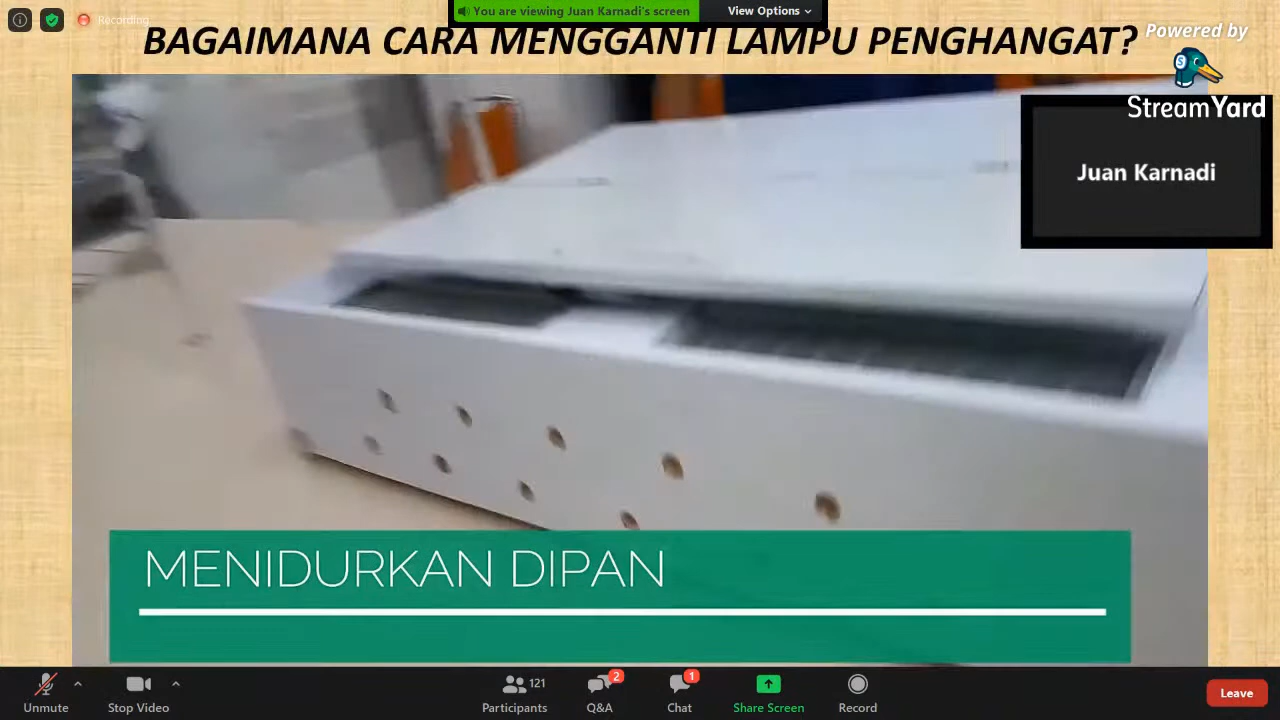 Recording
You are viewing Juan Karnadi's screen
View Options
BAGAIMANA CARA MENGGANTI LAMPU PENGHANGAT?
Powered by
S
StreamYard
Juan Karnadi
MENIDURKAN DIPAN
Unmute
Stop Video
121
Participants
2
Q&A
1
Chat
Share Screen
Record
Leave